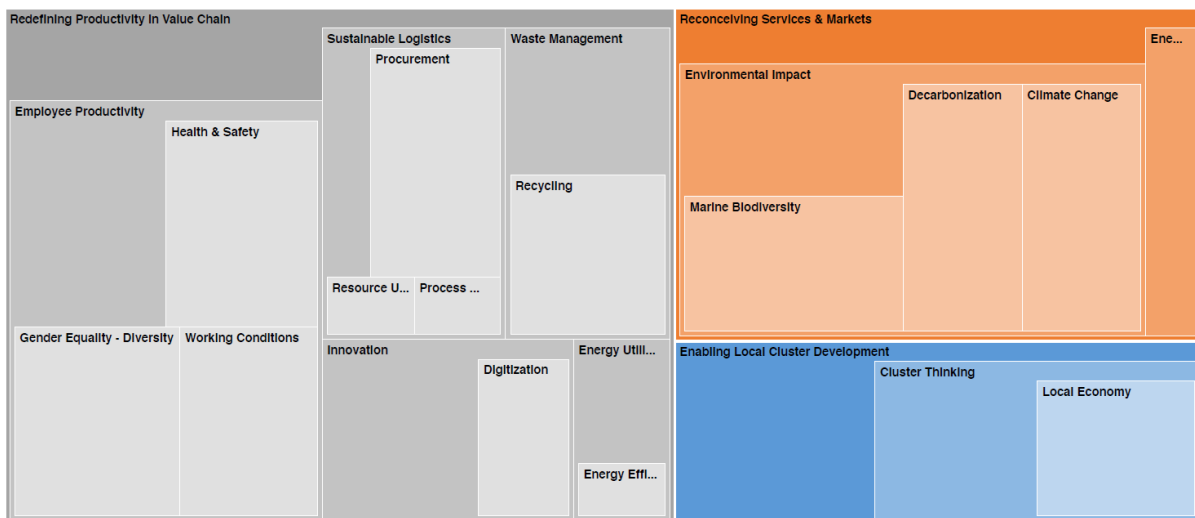 Redefining Productivity in Value Chain
Sustainable Logistics
Waste Management
Procurement
Employee Productivity
Health & Safety
Recycling
Resource U...
Process ...
Gender Equality - Diversity
Working Conditions
Innovation
Energy Utili...
Digitization
Energy Effi...
Reconceiving Services & Markets
Ene...
Environmental Impact
Decarbonization
Climate Change
Marine Biodiversity
Enabling Local Cluster Development
Cluster Thinking
Local Economy